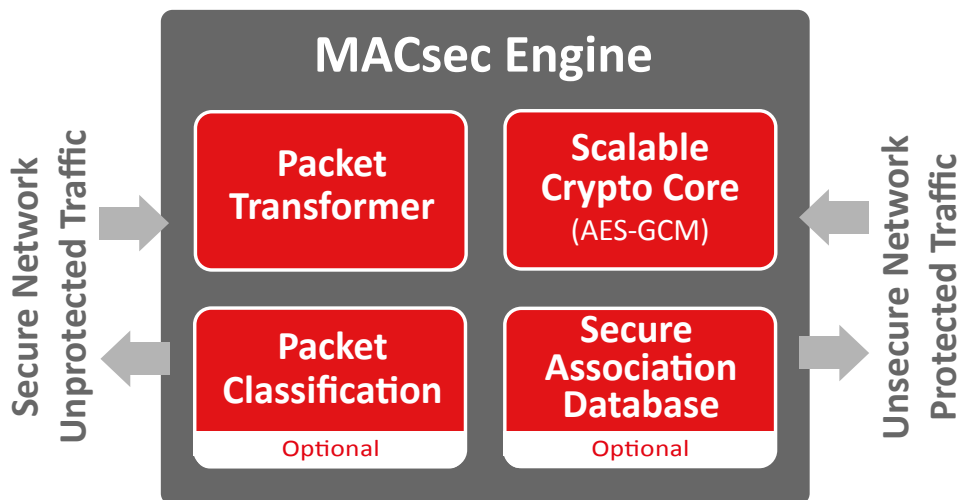 MACsec Engine
Secure Network
Unprotected Traffic
Packet
Transformer
Scalable
Crypto Core
(AES-GCM)
Packet
Classification
Optional
Secure
Association
Database
Optional
Unsecure Network
Protected Traffic